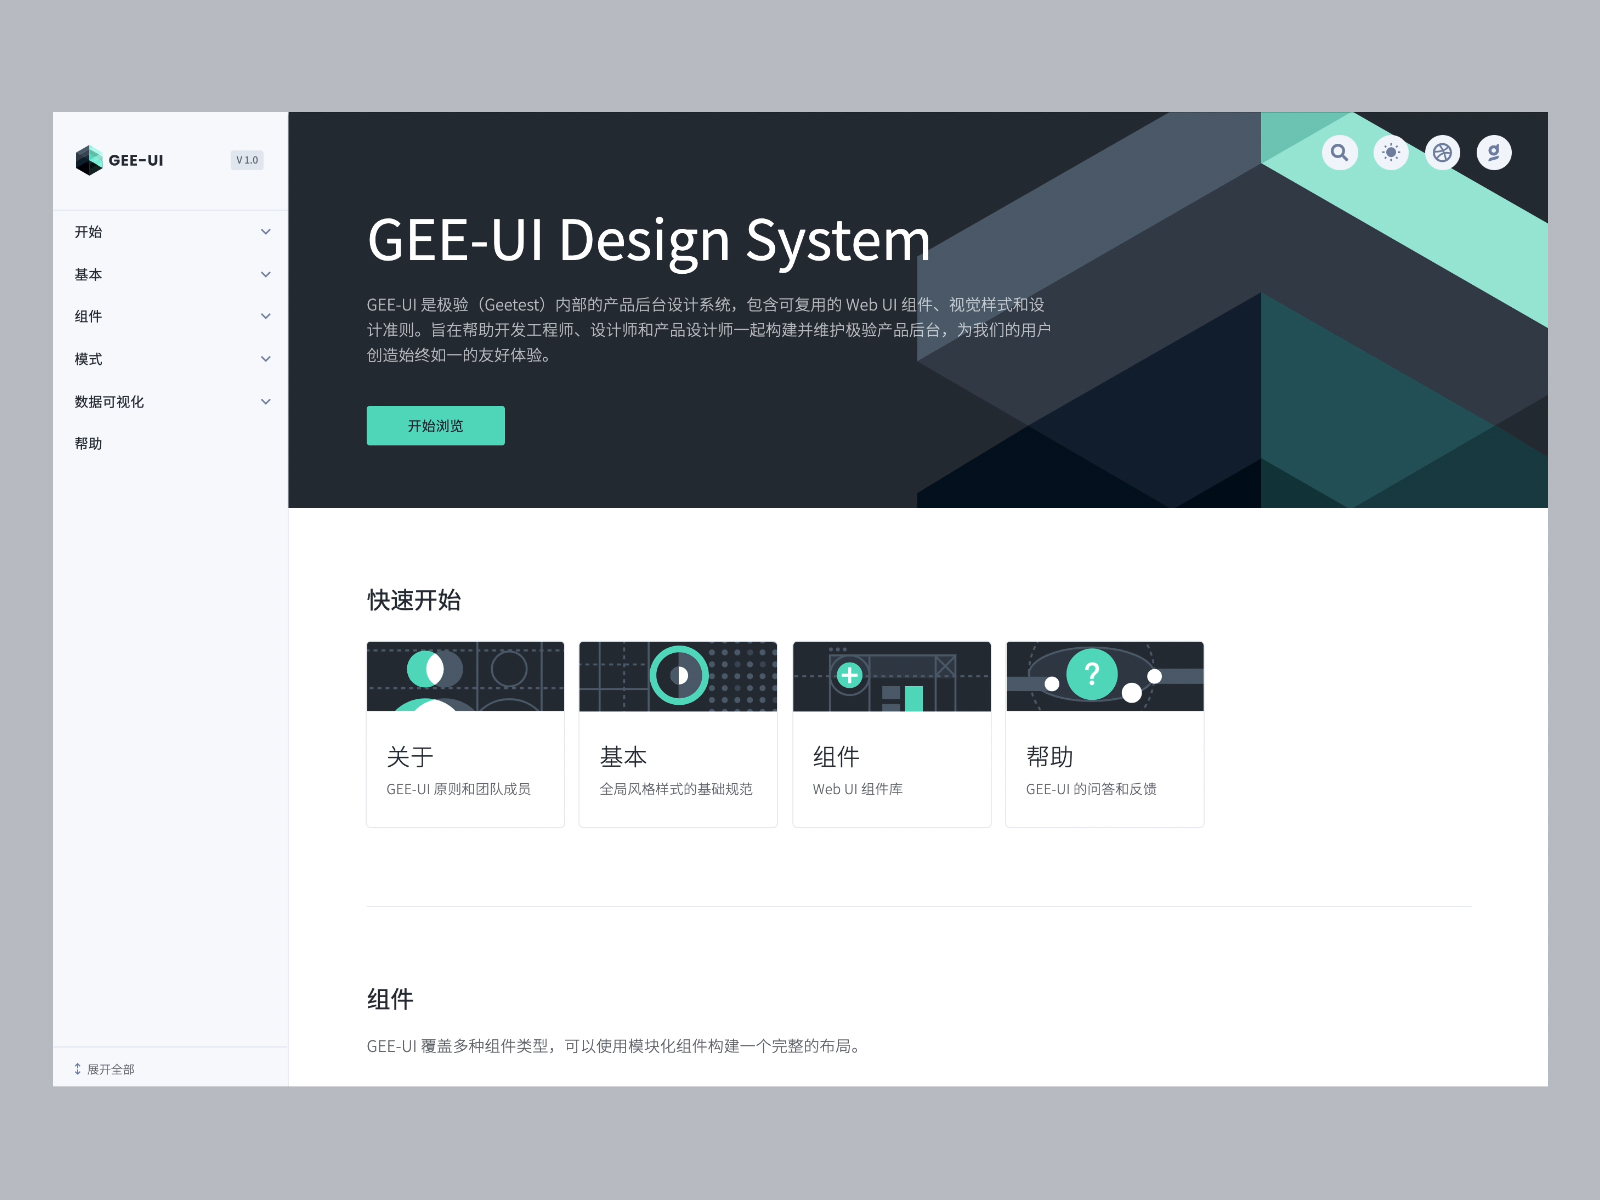 GEE-UI
V 1.0
开始
基本
组件
模式
数据可视化
帮助
展开全部
GEE-UI Design System
GEE-UI 是极验（Geetest）内部的产品后台设计系统，包含可复用的 Web UI 组件、视觉样式和设
计准则。旨在帮助开发工程师、设计师和产品设计师一起构建并维护极验产品后台，为我们的用户
创造始终如一的友好体验。
开始浏览
快速开始
关于
GEE-UI 原则和团队成员
基本
全局风格样式的基础规范
组件
Web UI 组件库
?
帮助
GEE-UI 的问答和反馈
组件
GEE-UI 覆盖多种组件类型，可以使用模块化组件构建一个完整的布局。